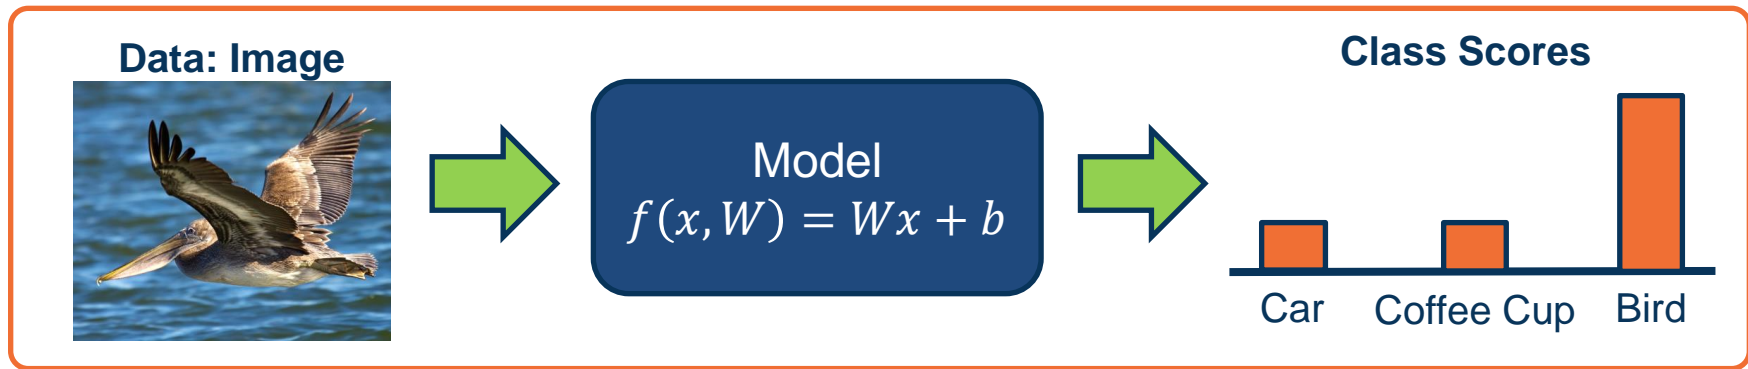 Data: Image
Model
f(x, W) = Wx + b
Class Scores
Car
Coffee Cup
Bird